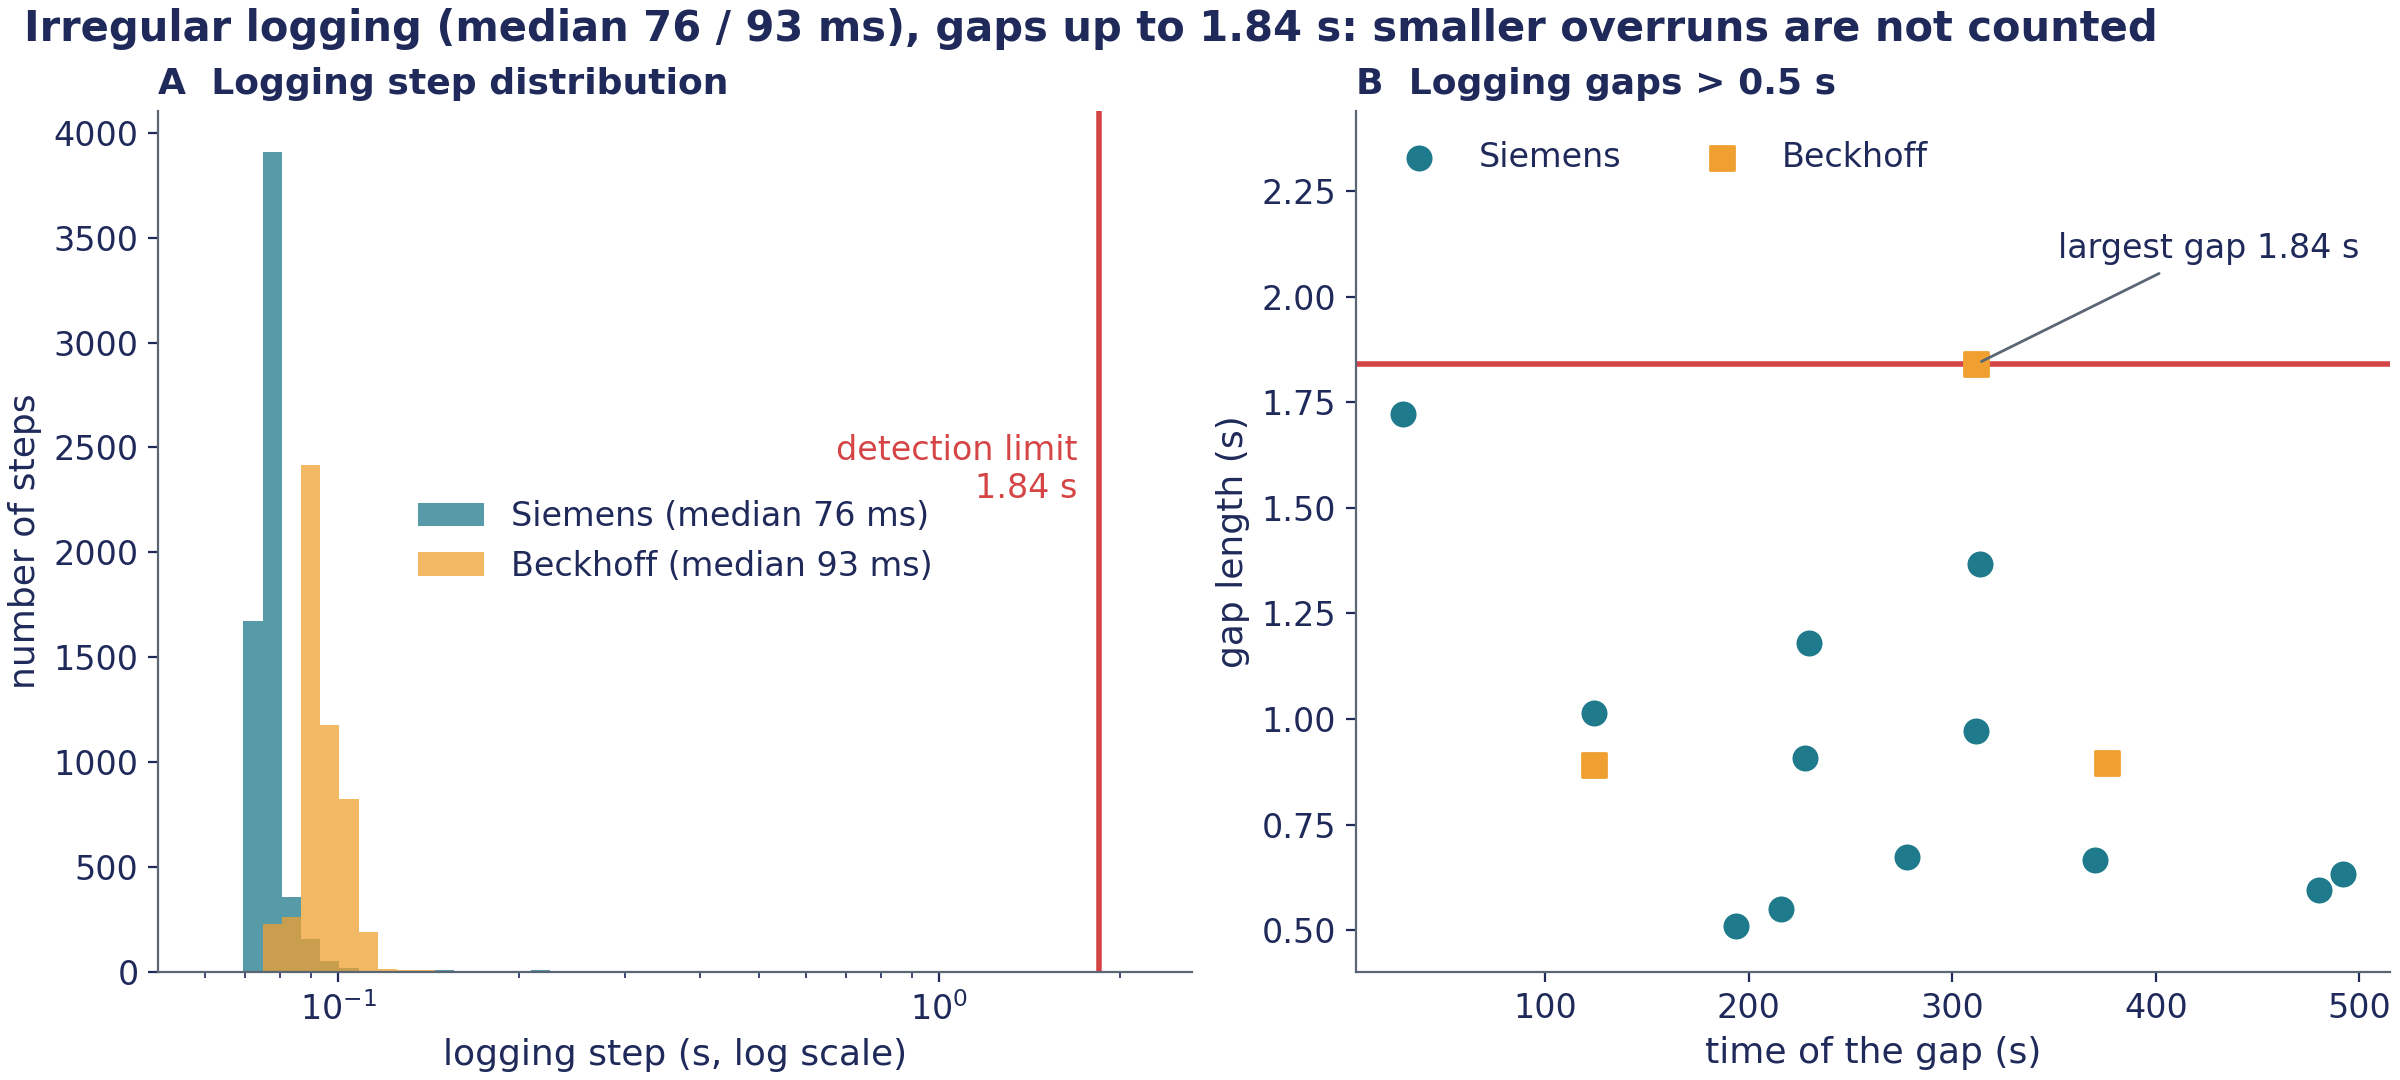 Irregular logging (median 76 / 93 ms), gaps up to 1.84 s: smaller overruns are not counted
A Logging step distribution
4000
3500
3000
2500
2000
1500
1000
500
0
number of steps
detection limit
1.84 s
Siemens (median 76 ms)
Beckhoff (median 93 ms)
10⁻¹
10⁰
logging step (s, log scale)
B Logging gaps > 0.5 s
Siemens
Beckhoff
largest gap 1.84 s
2.25
2.00
1.75
1.50
1.25
1.00
0.75
0.50
gap length (s)
100
200
300
400
500
time of the gap (s)